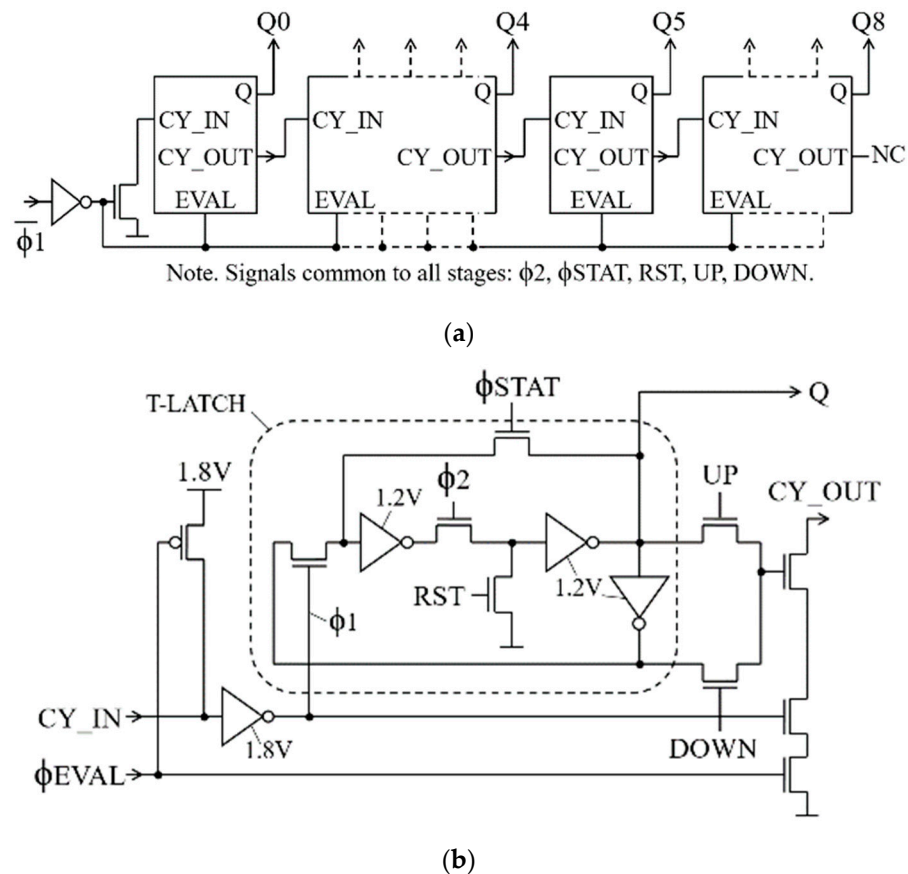 Q0 Q4 Q5 Q8
Q Q Q Q
CY_IN CY_IN CY_IN CY_IN
CY_OUT CY_OUT CY_OUT CY_OUT NC
EVAL EVAL EVAL EVAL
ϕ1
Note. Signals common to all stages: ϕ2, ϕSTAT, RST, UP, DOWN.
(a)
ϕSTAT
Q
T-LATCH
1.8V
1.2V
ϕ2
UP
CY_OUT
RST
1.2V
ϕ1
CY_IN
1.8V
DOWN
ϕEVAL
(b)